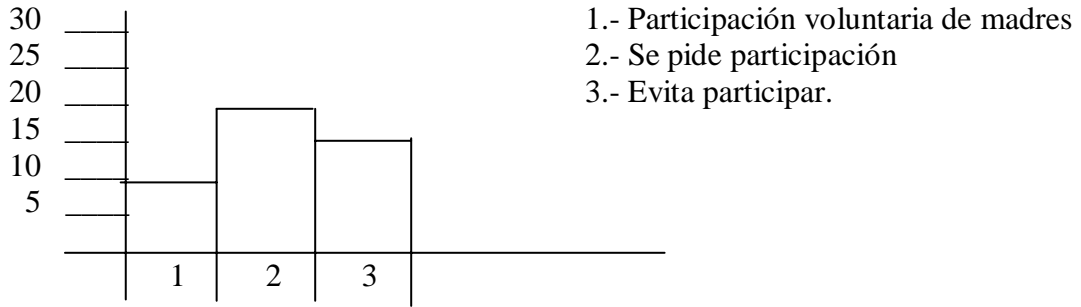 30
25
20
15
10
5
1 2 3
1.- Participación voluntaria de madres
2.- Se pide participación
3.- Evita participar.